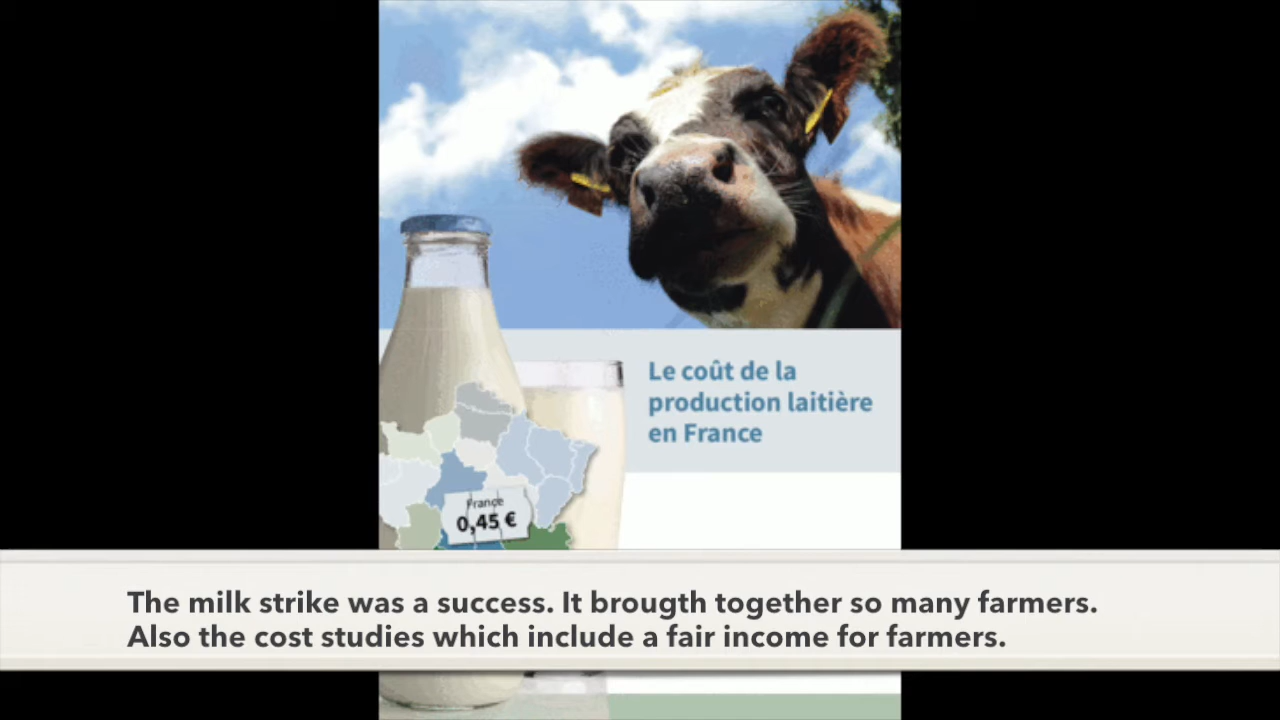 Le coût de la
production laitière
en France
France
0,45 €
The milk strike was a success. It brougth together so many farmers.
Also the cost studies which include a fair income for farmers.